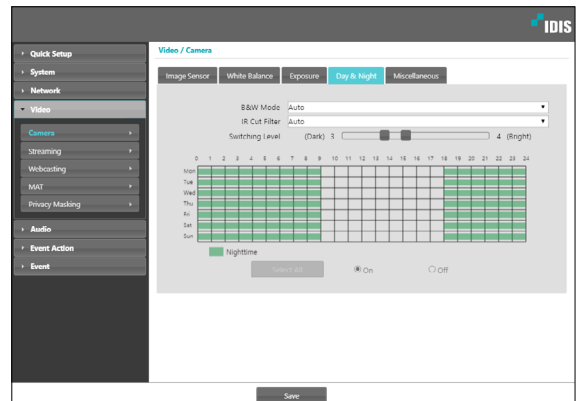 IDIS
Quick Setup
System
Network
Video
Camera
Streaming
Webcasting
MAT
Privacy Masking
Audio
Event Action
Event
Video / Camera
Image Sensor White Balance Exposure Day & Night Miscellaneous
B&W Mode Auto
IR Cut Filter Auto
Switching Level (Dark) 3 4 (Bright)
0 1 2 3 4 5 6 7 8 9 10 11 12 13 14 15 16 17 18 19 20 21 22 23 24
Mon
Tue
Wed
Thu
Fri
Sat
Sun
Nighttime
Select All On Off
Save